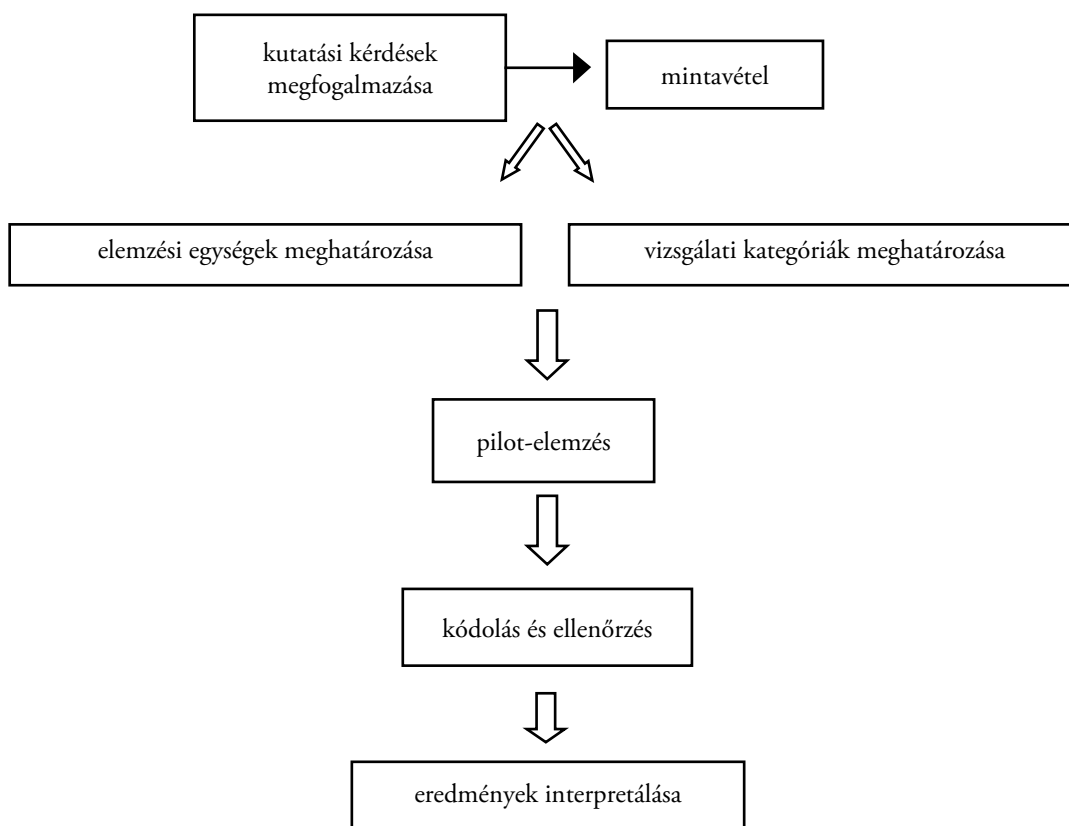 kutatási kérdések
megfogalmazása
mintavétel
elemzési egységek meghatározása
vizsgálati kategóriák meghatározása
pilot-elemzés
kódolás és ellenőrzés
eredmények interpretálása